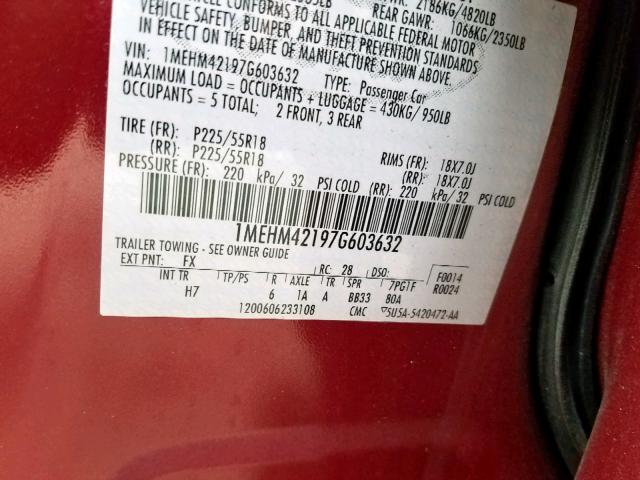 2186KG/4820LB
REAR GAWR: 1066KG/2350LB
VEHICLE CONFORMS TO ALL APPLICABLE FEDERAL MOTOR
VEHICLE SAFETY, BUMPER, AND THEFT PREVENTION STANDARDS
IN EFFECT ON THE DATE OF MANUFACTURE SHOWN ABOVE.
VIN: 1MEHM42197G603632 TYPE: Passenger Car
MAXIMUM LOAD = OCCUPANTS + LUGGAGE = 430KG/ 950LB
OCCUPANTS = 5 TOTAL; 2 FRONT, 3 REAR
TIRE (FR): P225/55R18 RIMS (FR): 18X7.0J
(RR): P225/55R18 (RR): 18X7.0J
PRESSURE (FR): 220 kPa/ 32 PSI COLD (RR): 220 kPa/ 32 PSI COLD
1MEHM42197G603632
TRAILER TOWING - SEE OWNER GUIDE
EXT PNT: FX RC: 28 DSO: F0014
INT TR TP/PS R AXLE TR SPR 7PGTF R0024
H7 6 1A A BB33 80A
1200606233108 CMC ▽5U5A-5420472-AA